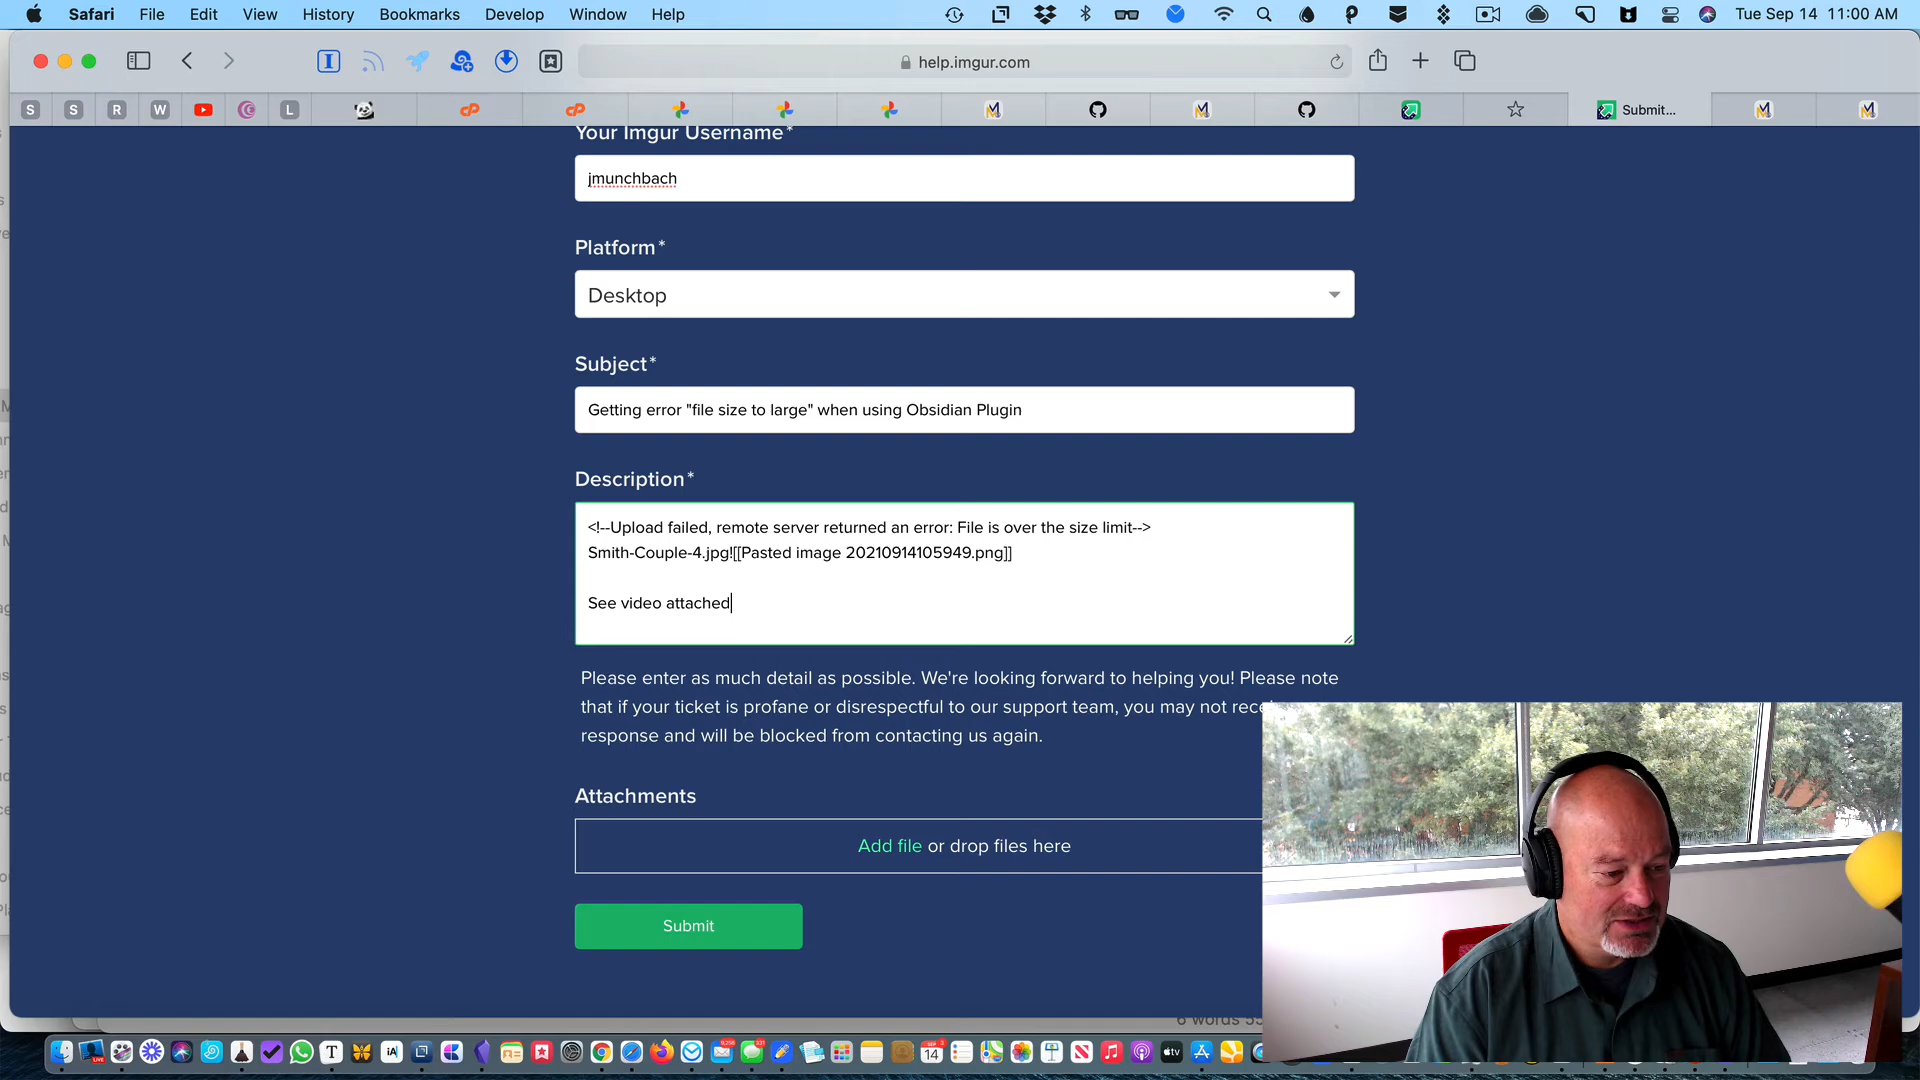 Safari File Edit View History Bookmarks Develop Window Help Tue Sep 14 11:00 AM
help.imgur.com
S S R W L Submit...
Your Imgur Username*
jmunchbach
Platform*
Desktop
Subject*
Getting error "file size to large" when using Obsidian Plugin
Description*
<!--Upload failed, remote server returned an error: File is over the size limit-->
Smith-Couple-4.jpg![[Pasted image 20210914105949.png]]
See video attached
Please enter as much detail as possible. We're looking forward to helping you! Please note
that if your ticket is profane or disrespectful to our support team, you may not rece
response and will be blocked from contacting us again.
Attachments
Add file or drop files here
Submit
6 words